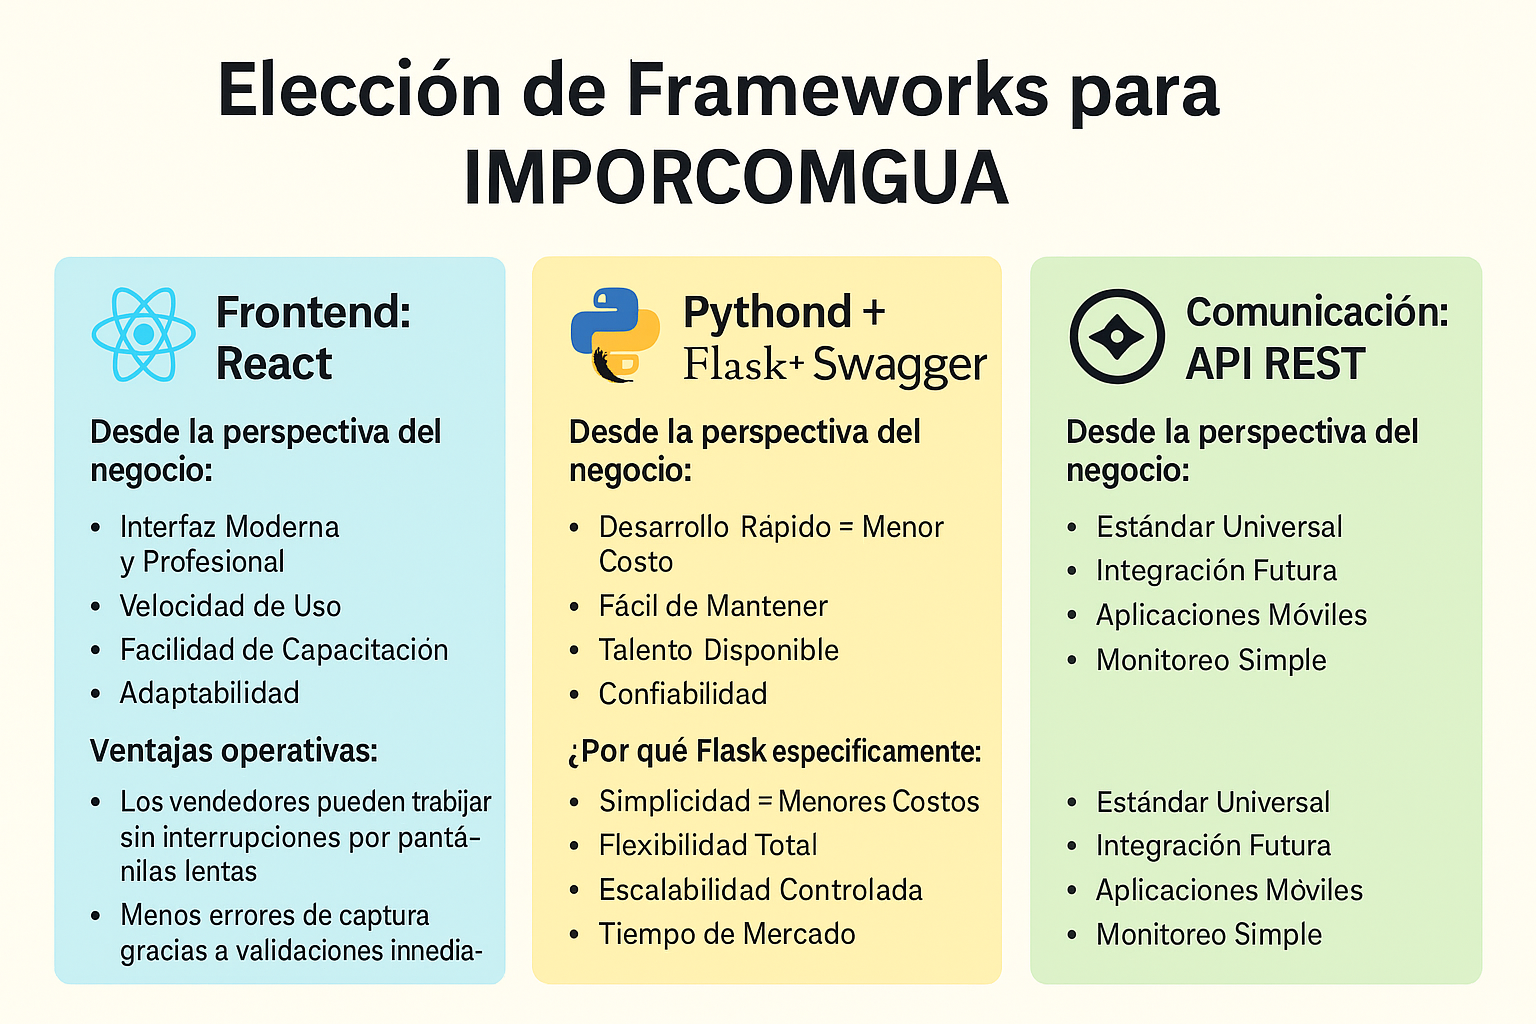 Elección de Frameworks para
IMPORCOMGUA
Frontend:
React
Desde la perspectiva del
negocio:
• Interfaz Moderna
y Profesional
• Velocidad de Uso
• Facilidad de Capacitación
• Adaptabilidad
Ventajas operativas:
• Los vendedores pueden trabijar
sin interrupciones por pantá-
nilas lentas
• Menos errores de captura
gracias a validaciones innedia-
Pythond +
Flask+ Swagger
Desde la perspectiva del
negocio:
• Desarrollo Rápido = Menor
Costo
• Fácil de Mantener
• Talento Disponible
• Confiabilidad
¿Por qué Flask especificamente:
• Simplicidad = Menores Costos
• Flexibilidad Total
• Escalabilidad Controlada
• Tiempo de Mercado
Comunicación:
API REST
Desde la perspectiva del
negocio:
• Estándar Universal
• Integración Futura
• Aplicaciones Móviles
• Monitoreo Simple
• Estándar Universal
• Integración Futura
• Aplicaciones Mòviles
• Monitoreo Simple